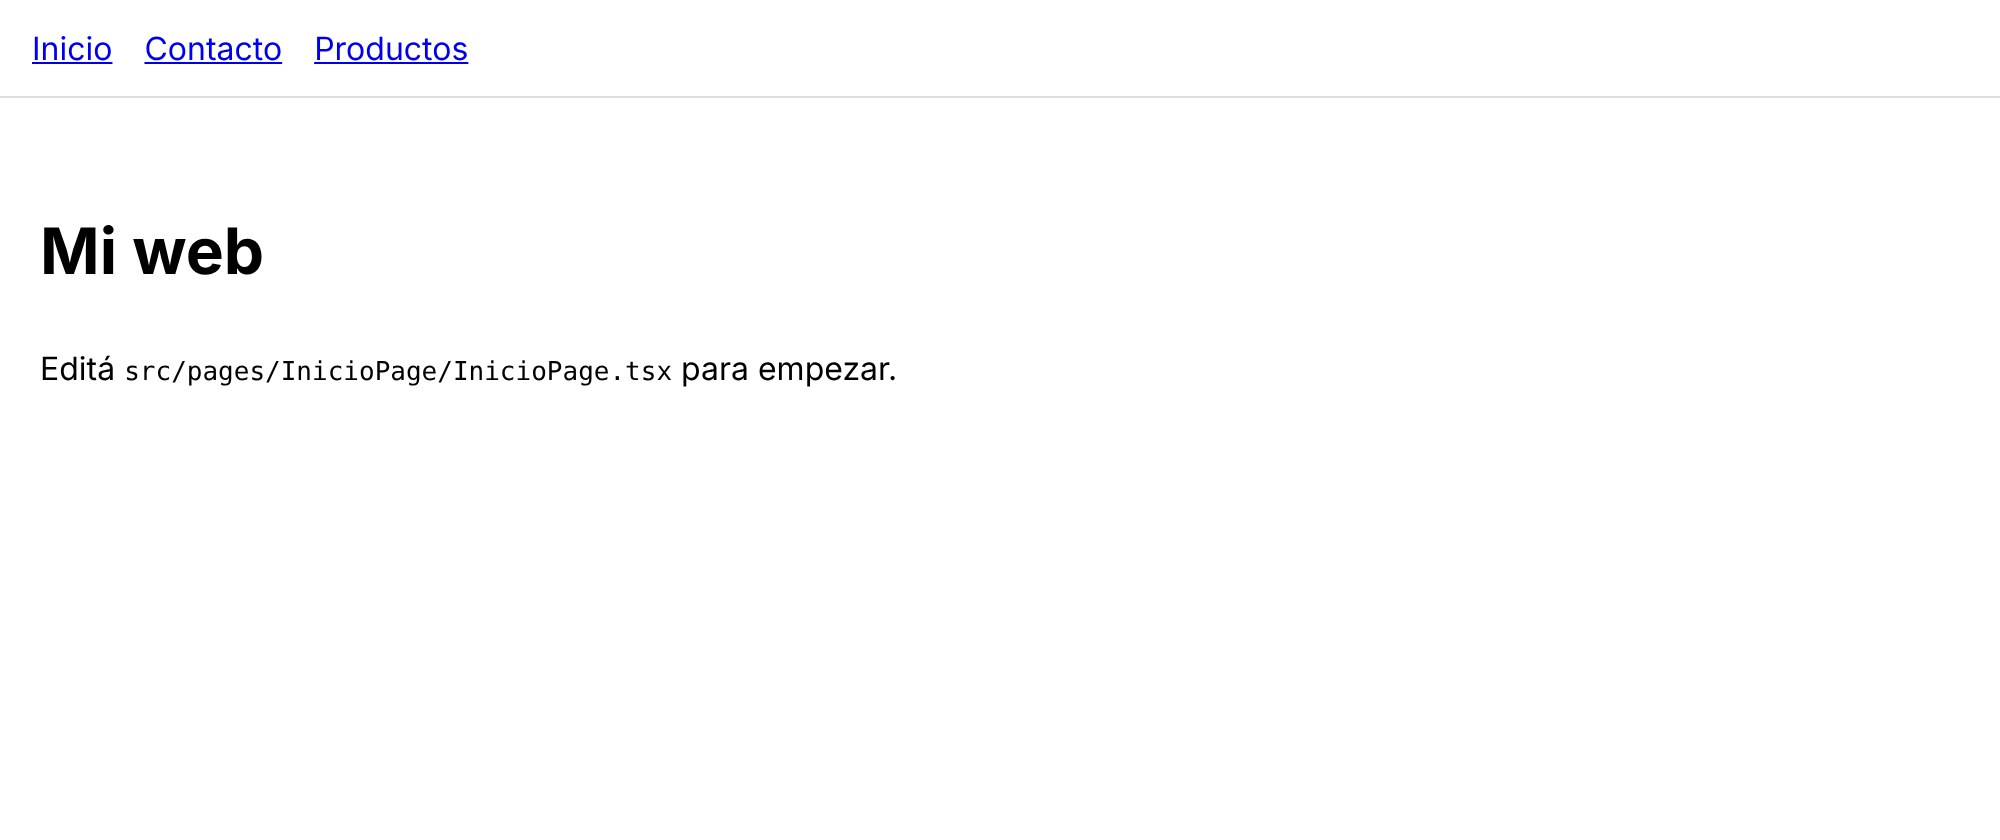 Inicio Contacto Productos
Mi web
Editá src/pages/InicioPage/InicioPage.tsx para empezar.